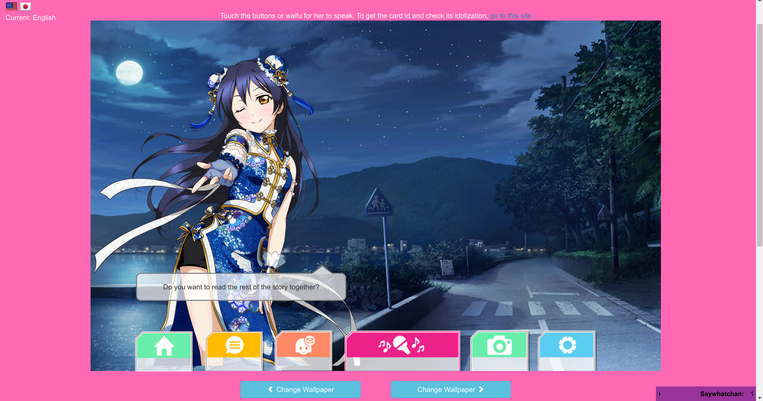 Current: English
Touch the buttons or waifu for her to speak. To get the card id and check its idolization, go to this site
Do you want to read the rest of the story together?
Change Wallpaper
Change Wallpaper
Saywhatchan: 1